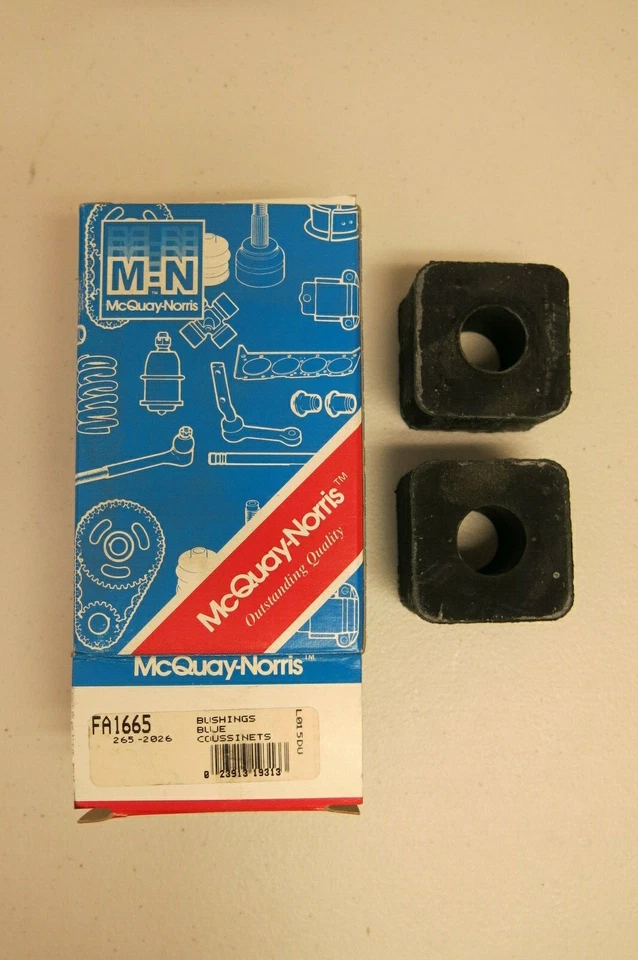 M-N
McQuay-Norris
McQuay-Norris™
Outstanding Quality
McQuay-Norris™
FA1665
265-2026
BUSHINGS
BUJE
COUSSINETS
L015DU
0 23913 19313